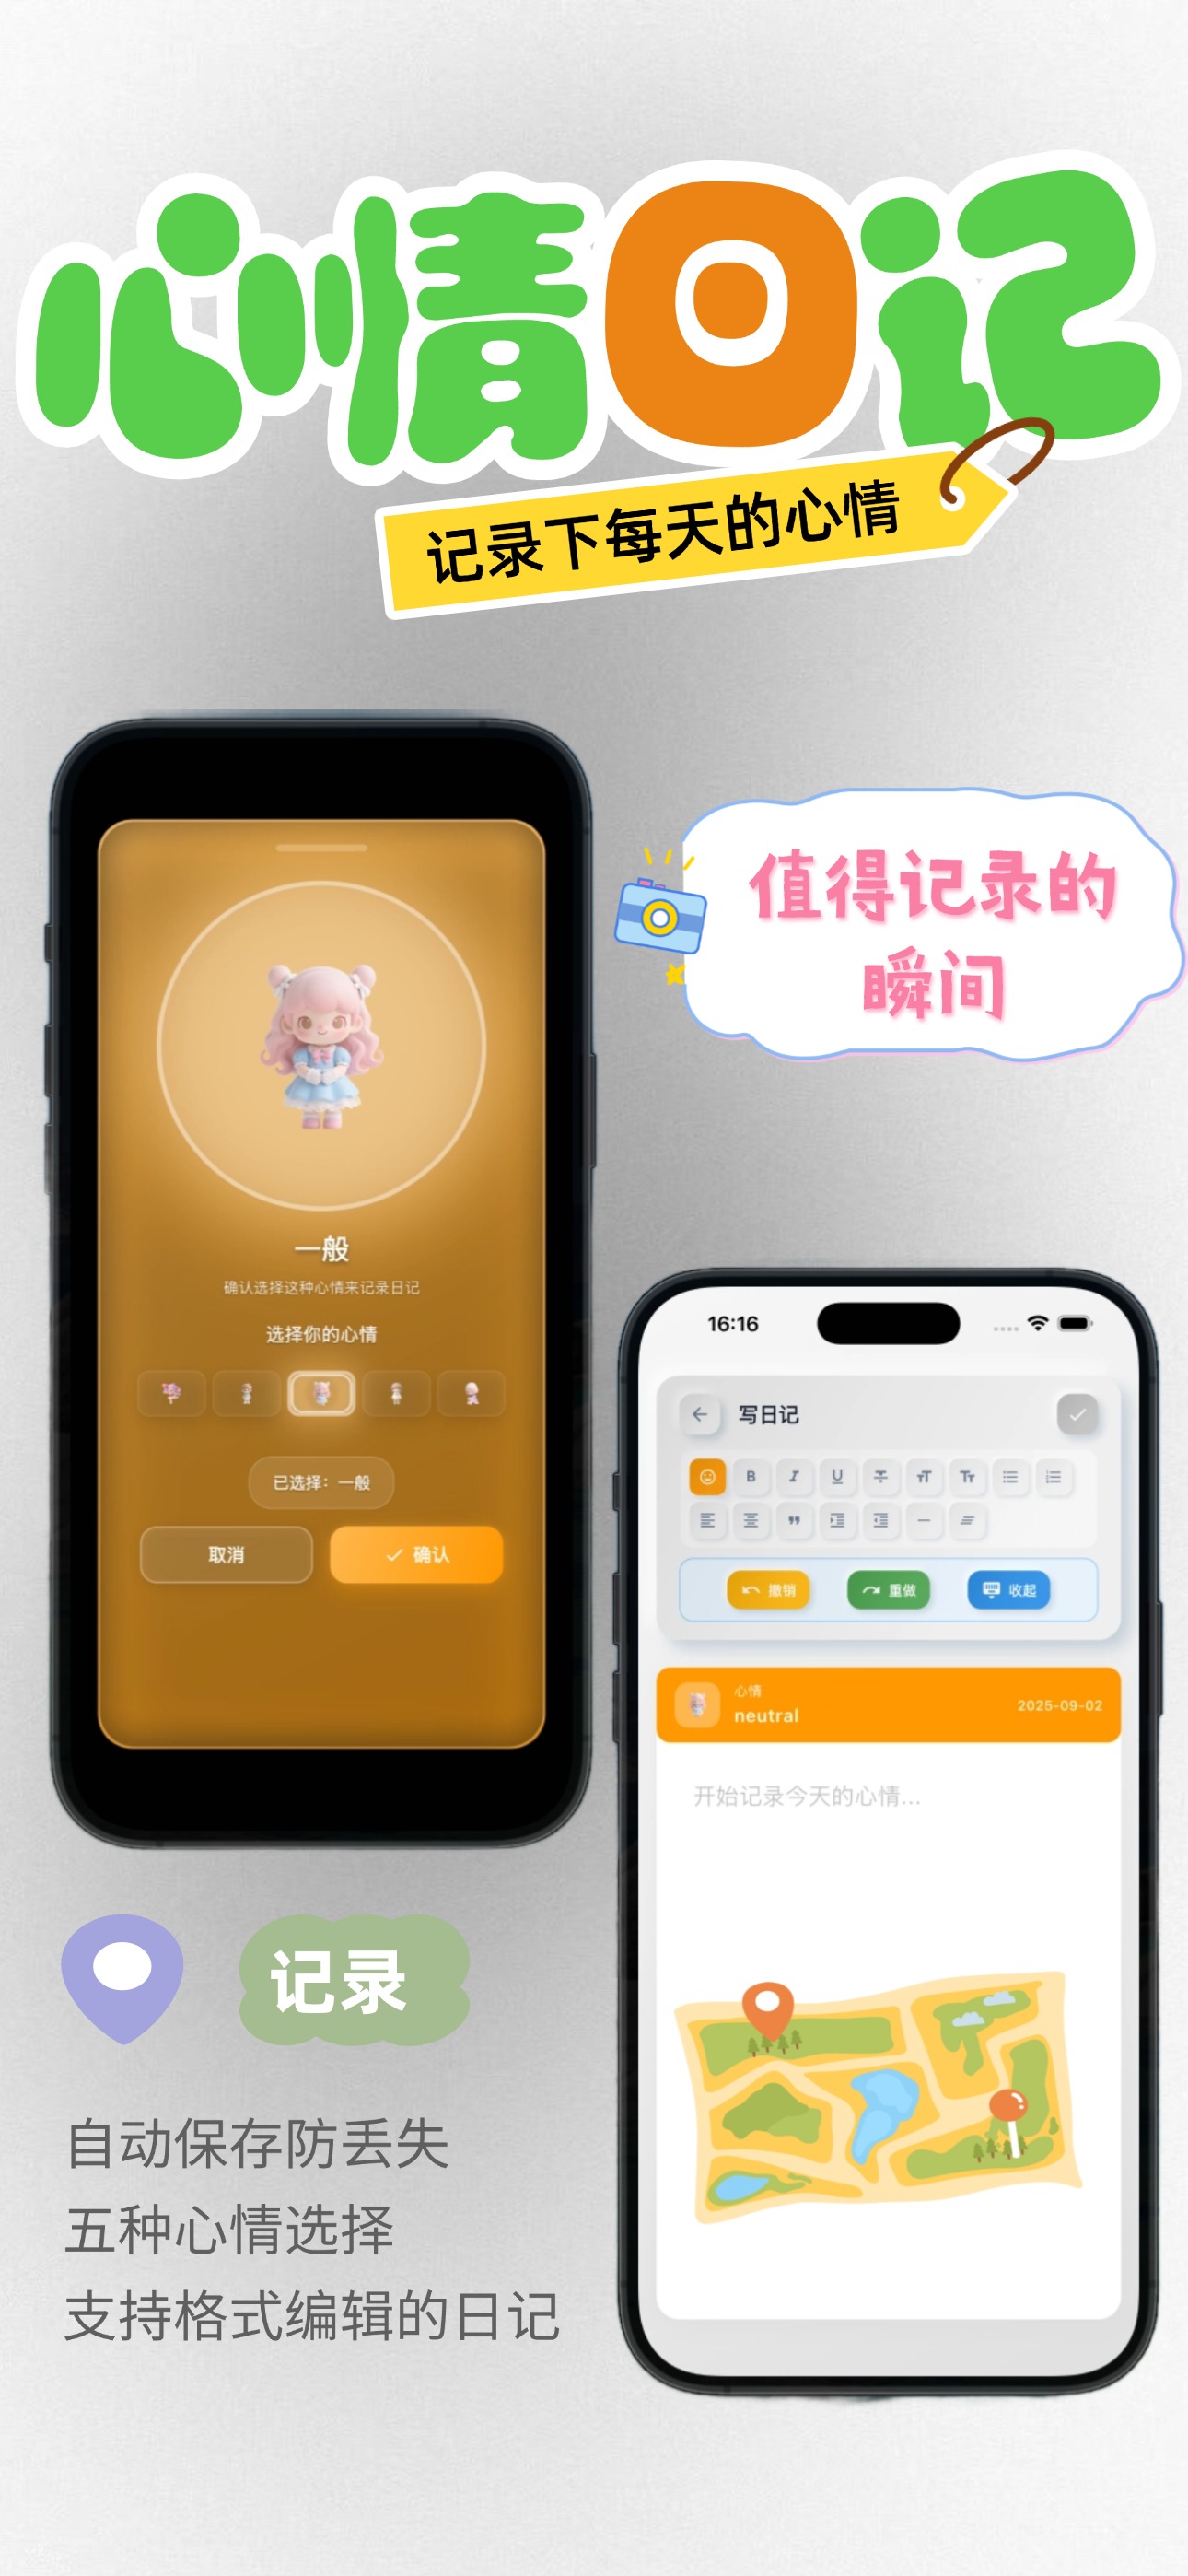 心情日记
记录下每天的心情
值得记录的
瞬间
一般
确认选择这种心情来记录日记
选择你的心情
已选择：一般
取消
确认
16:16
写日记
B I U T TT Tт
撤销
重做
收起
心情
neutral
2025-09-02
开始记录今天的心情...
记录
自动保存防丢失
五种心情选择
支持格式编辑的日记